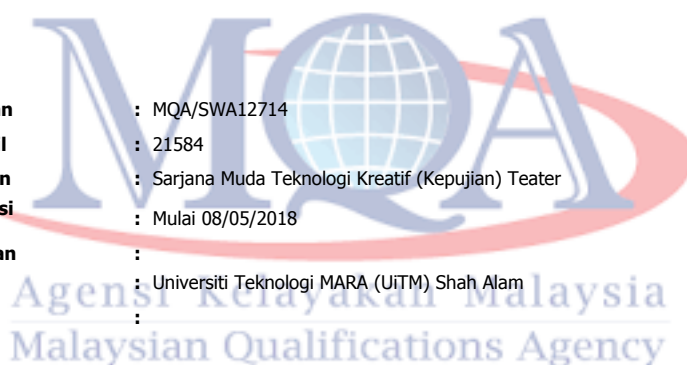 MQA
an : MQA/SWA12714
l : 21584
n : Sarjana Muda Teknologi Kreatif (Kepujian) Teater
si : Mulai 08/05/2018
an :
: Universiti Teknologi MARA (UiTM) Shah Alam
:
Agensi Kelayakan Malaysia
Malaysian Qualifications Agency